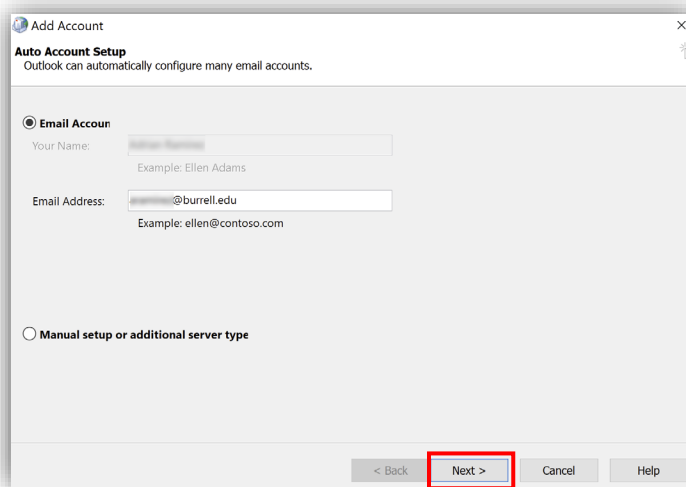 Add Account
Auto Account Setup
Outlook can automatically configure many email accounts.
Email Accoun
Your Name:
Example: Ellen Adams
Email Address: @burrell.edu
Example: ellen@contoso.com
Manual setup or additional server type
< Back Next > Cancel Help